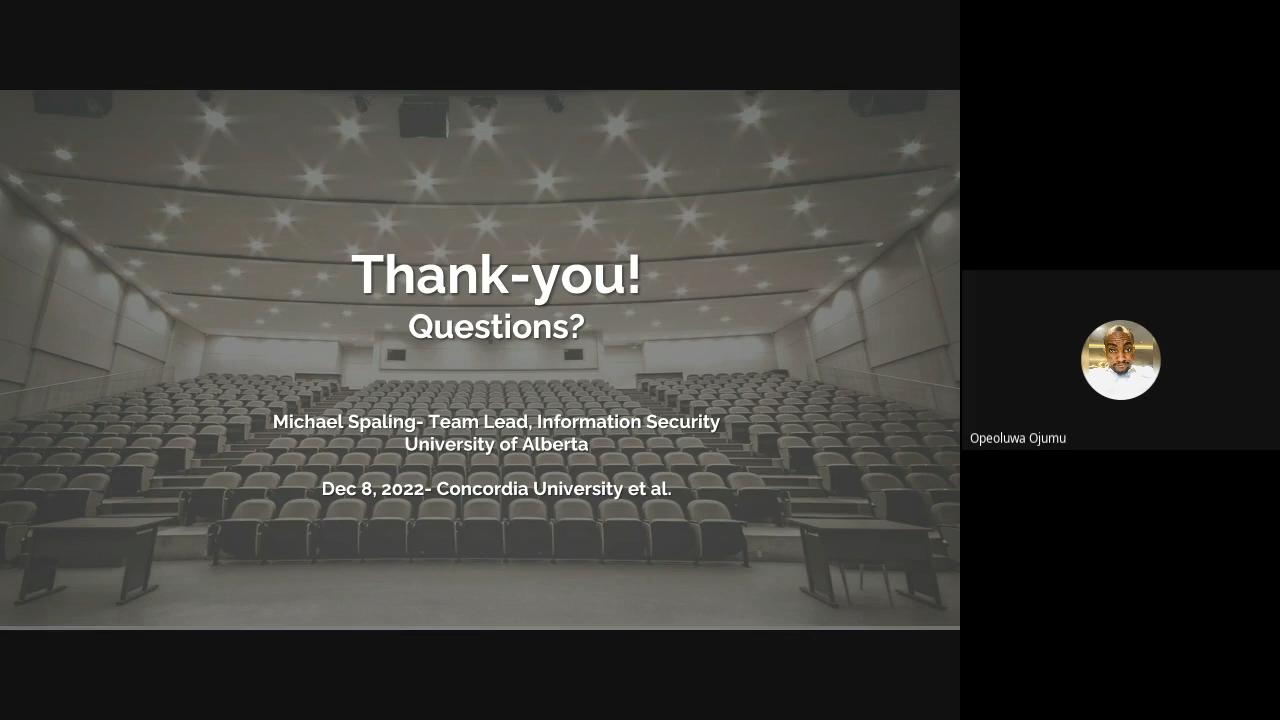 Thank-you!
Questions?
Michael Spaling- Team Lead, Information Security
University of Alberta
Dec 8, 2022- Concordia University et al.
Opeoluwa Ojumu